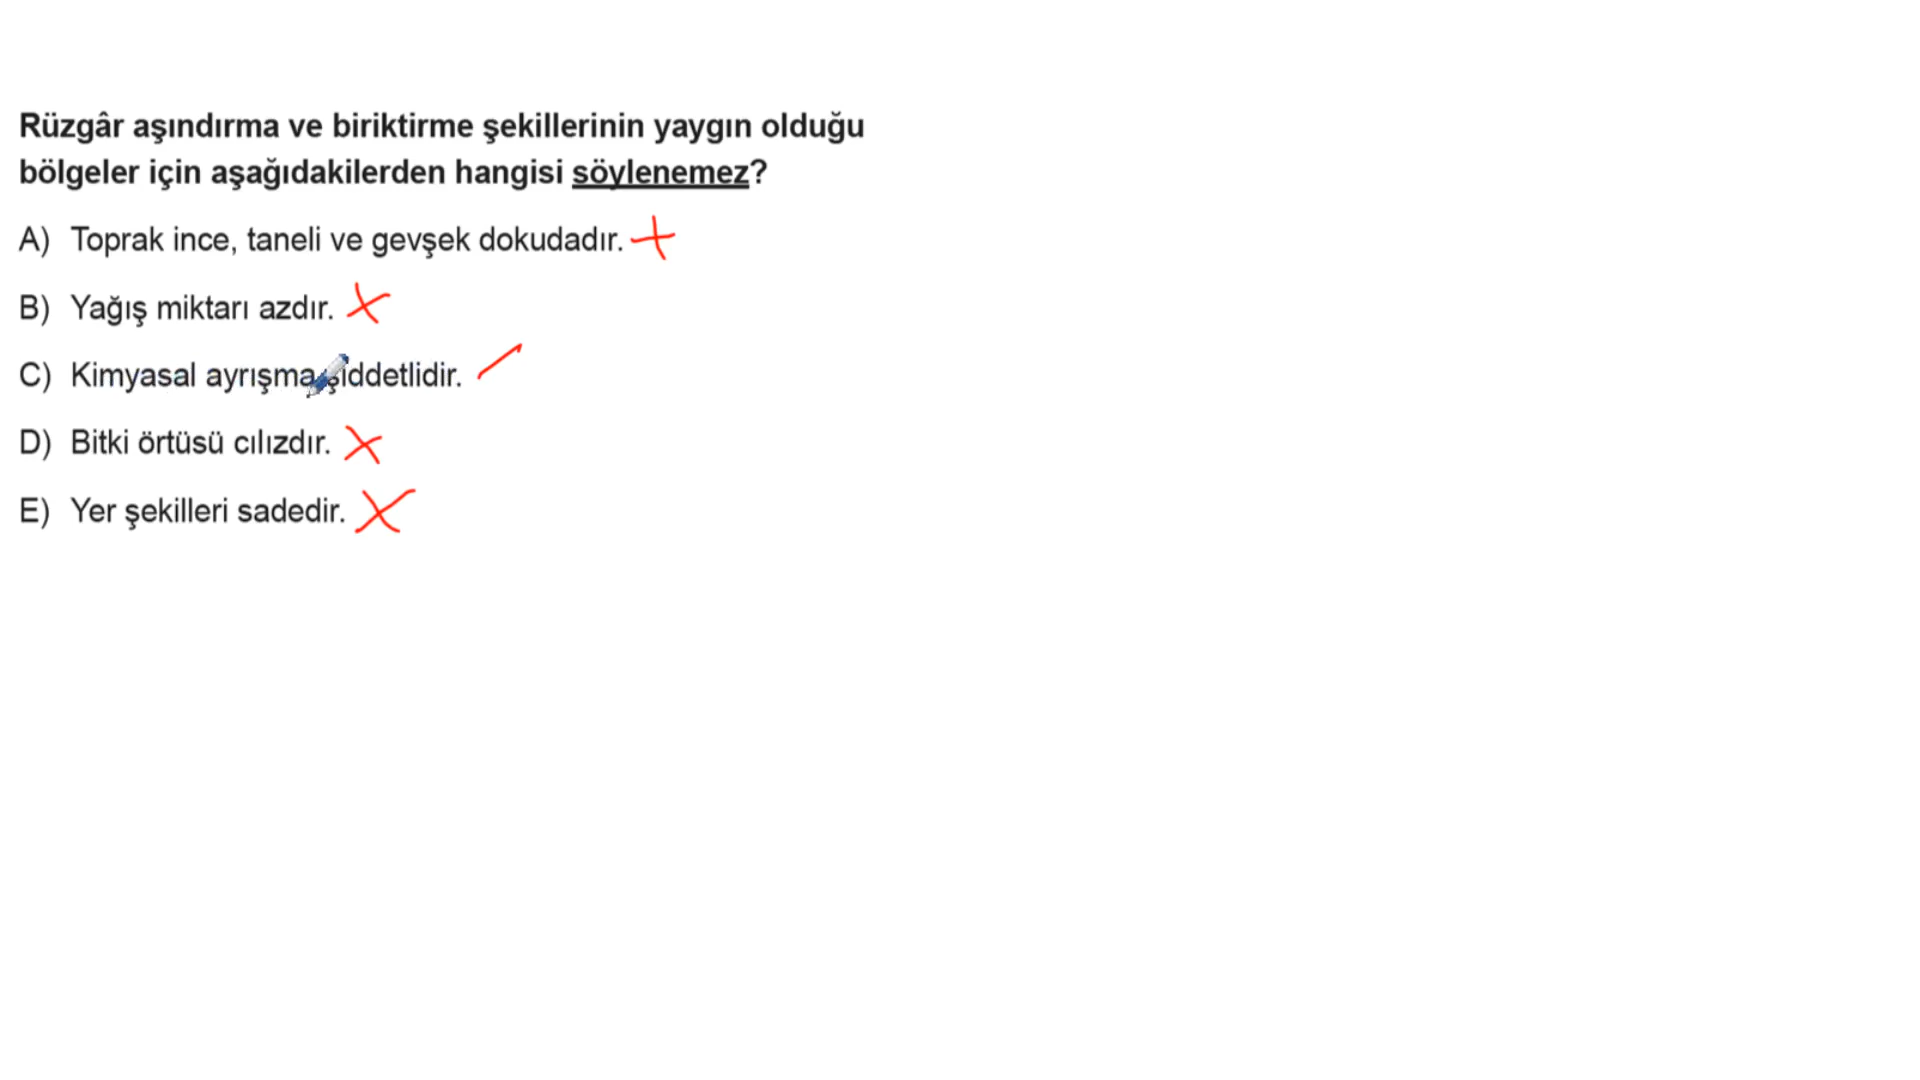 Rüzgâr aşındırma ve biriktirme şekillerinin yaygın olduğu
bölgeler için aşağıdakilerden hangisi söylenemez?
A) Toprak ince, taneli ve gevşek dokudadır.
B) Yağış miktarı azdır.
C) Kimyasal ayrışma şiddetlidir.
D) Bitki örtüsü cılızdır.
E) Yer şekilleri sadedir.